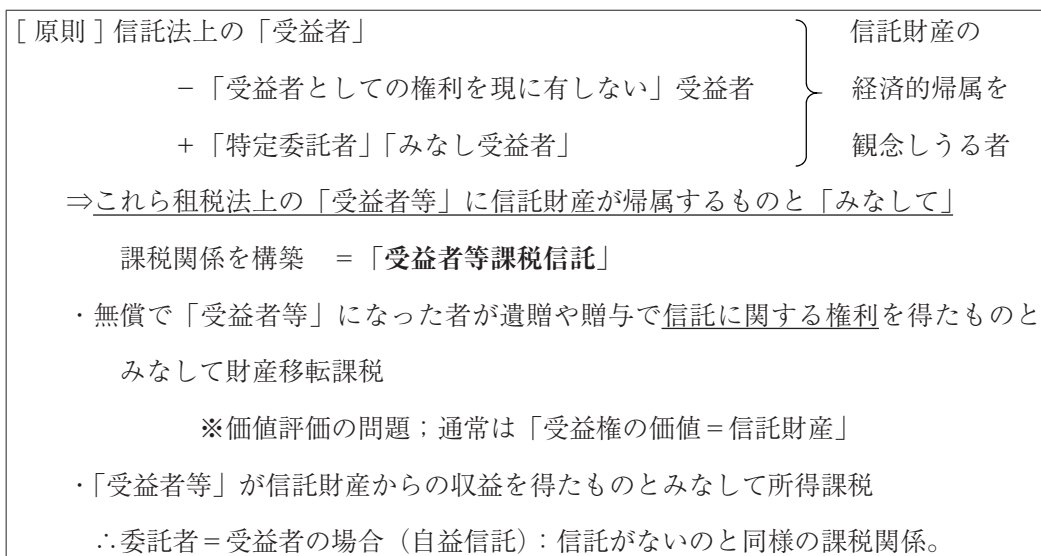 [ 原則 ] 信託法上の「受益者」 信託財産の
－「受益者としての権利を現に有しない」受益者 経済的帰属を
＋「特定委託者」「みなし受益者」 観念しうる者
⇒これら租税法上の「受益者等」に信託財産が帰属するものと「みなして」
課税関係を構築 ＝「受益者等課税信託」
・無償で「受益者等」になった者が遺贈や贈与で信託に関する権利を得たものと
みなして財産移転課税
※価値評価の問題；通常は「受益権の価値＝信託財産」
・「受益者等」が信託財産からの収益を得たものとみなして所得課税
∴委託者＝受益者の場合（自益信託）：信託がないのと同様の課税関係。